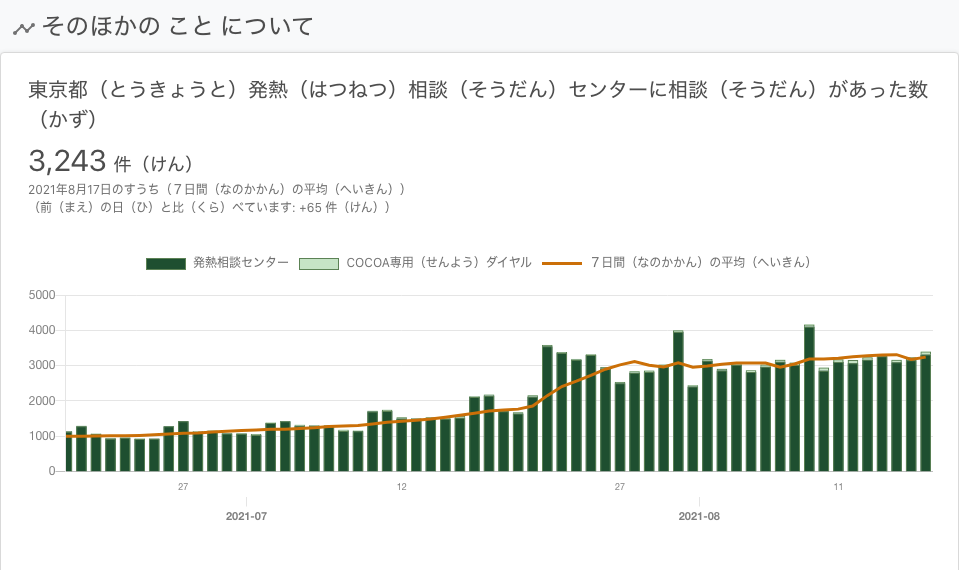 そのほかの こと について
東京都（とうきょうと）発熱（はつねつ）相談（そうだん）センターに相談（そうだん）があった数
（かず）
3,243 件（けん）
2021年8月17日のすうち（７日間（なのかかん）の平均（へいきん））
（前（まえ）の日（ひ）と比（くら）べています: +65 件（けん））
発熱相談センター COCOA専用（せんよう）ダイヤル ７日間（なのかかん）の平均（へいきん）
5000
4000
3000
2000
1000
0
27 12 27 11
2021-07 2021-08